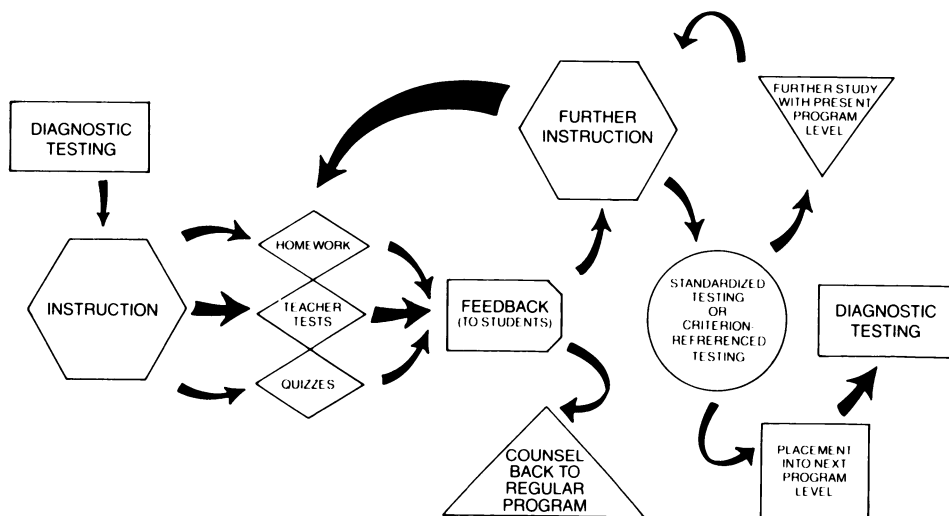 DIAGNOSTIC
TESTING
INSTRUCTION
HOMEWORK
TEACHER
TESTS
QUIZZES
FEEDBACK
(TO STUDENTS)
COUNSEL
BACK TO
REGULAR
PROGRAM
FURTHER
INSTRUCTION
FURTHER STUDY
WITH PRESENT
PROGRAM
LEVEL
STANDARDIZED
TESTING
OR
CRITERION-
REFRERENCED
TESTING
PLACEMENT
INTO NEXT
PROGRAM
LEVEL
DIAGNOSTIC
TESTING